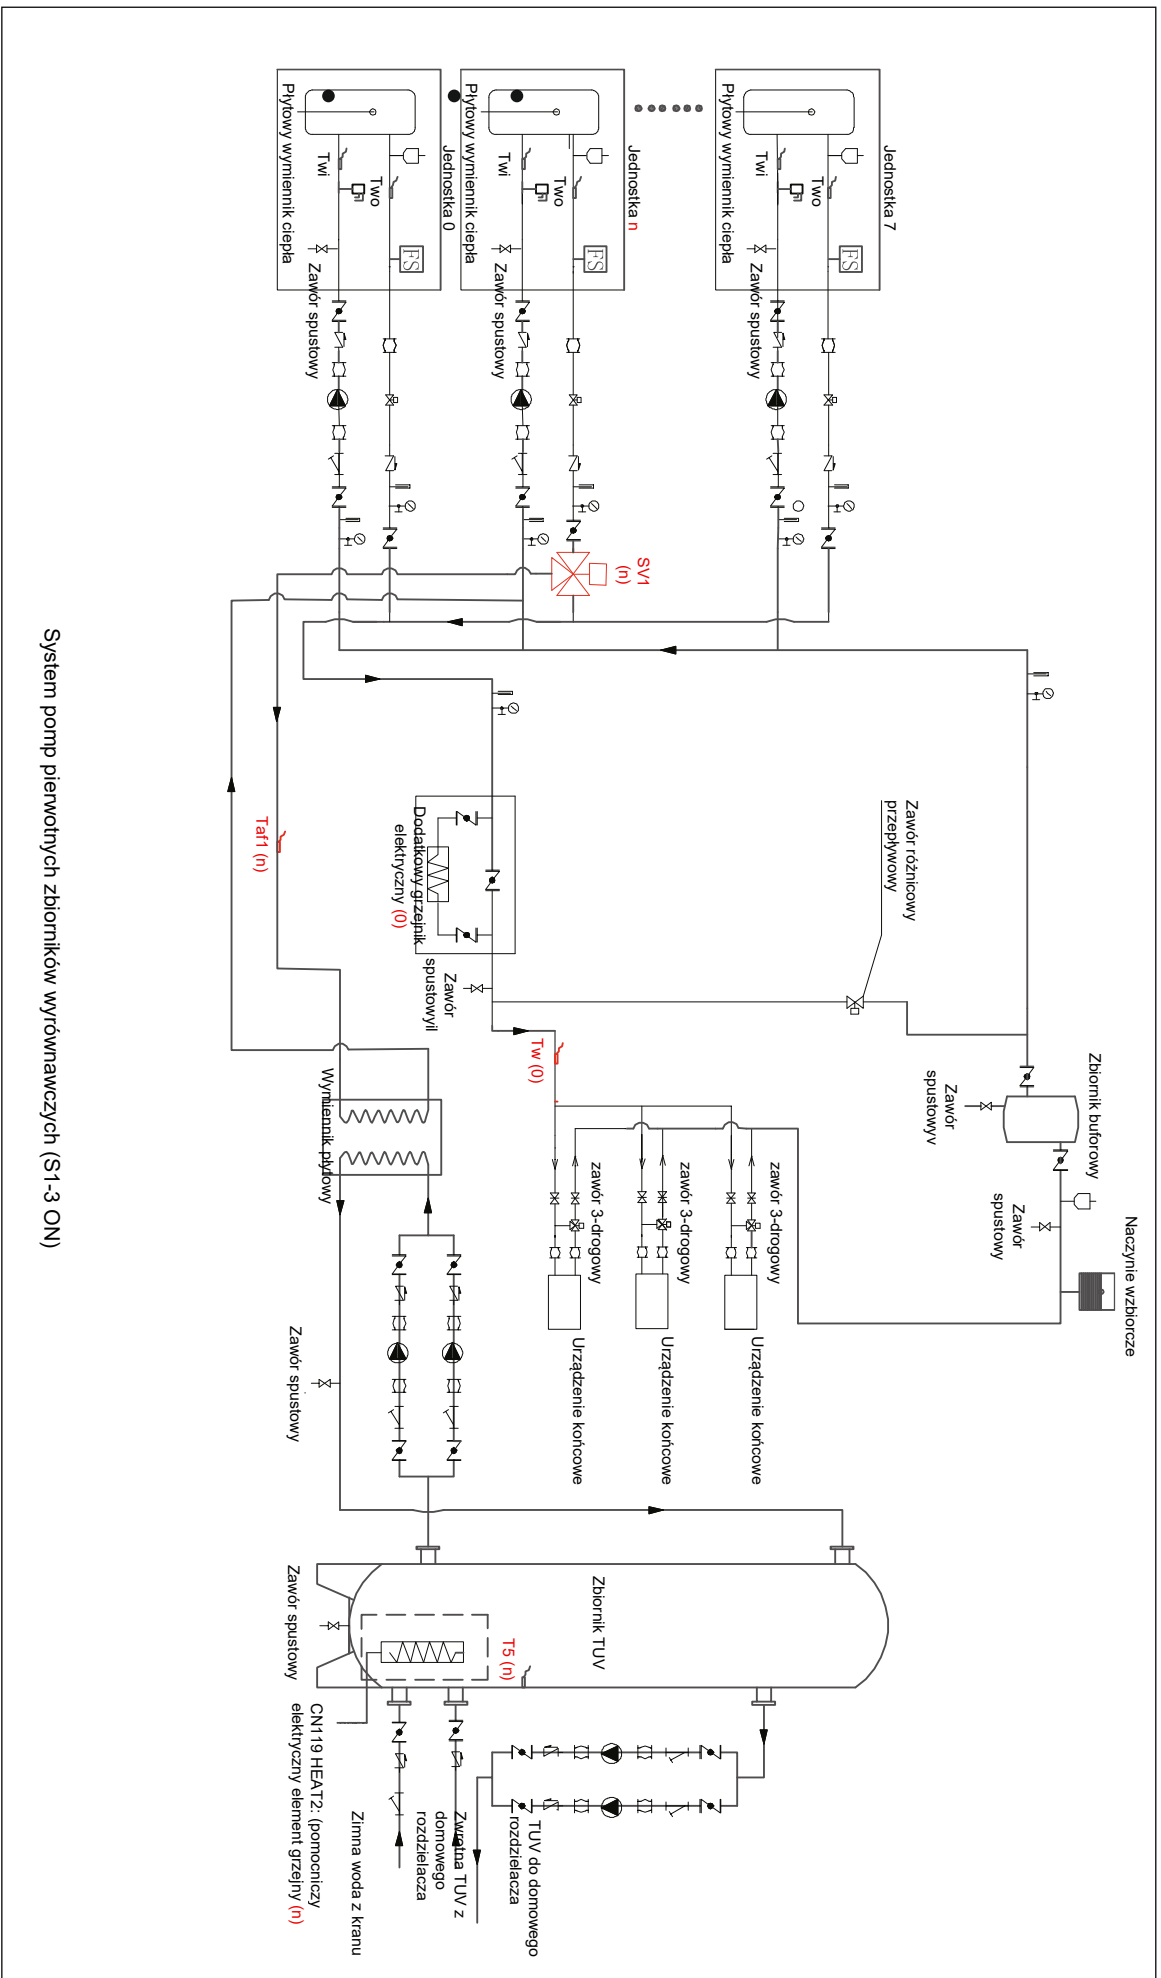 Naczynie wzbiorcze
Zbiornik buforowy
Zawór
spustowyv
Zawór
spustowy
Jednostka 7
Płytowy wymiennik ciepła
Twi
Two
FS
Zawór spustowy
Jednostka n
Płytowy wymiennik ciepła
Twi
Two
FS
Zawór spustowy
Jednostka 0
Płytowy wymiennik ciepła
Twi
Two
FS
Zawór spustowy
SV1
(n)
Zawór różnicowy
przepływowy
Dodatkowy grzejnik
elektryczny (0)
Zawór
spustowyil
Tw (0)
Taf1 (n)
Wymiennik płytowy
zawór 3-drogowy
zawór 3-drogowy
zawór 3-drogowy
Urządzenie końcowe
Urządzenie końcowe
Urządzenie końcowe
Zawór spustowy
Zbiornik TUV
T5 (n)
Zawór spustowy
TUV do domowego
rozdzielacza
Zwrotna TUV z
domowego
rozdzielacza
Zimna woda z kranu
CN119 HEAT2: (pomocniczy
elektryczny element grzejny (n)
System pomp pierwotnych zbiorników wyrównawczych (S1-3 ON)